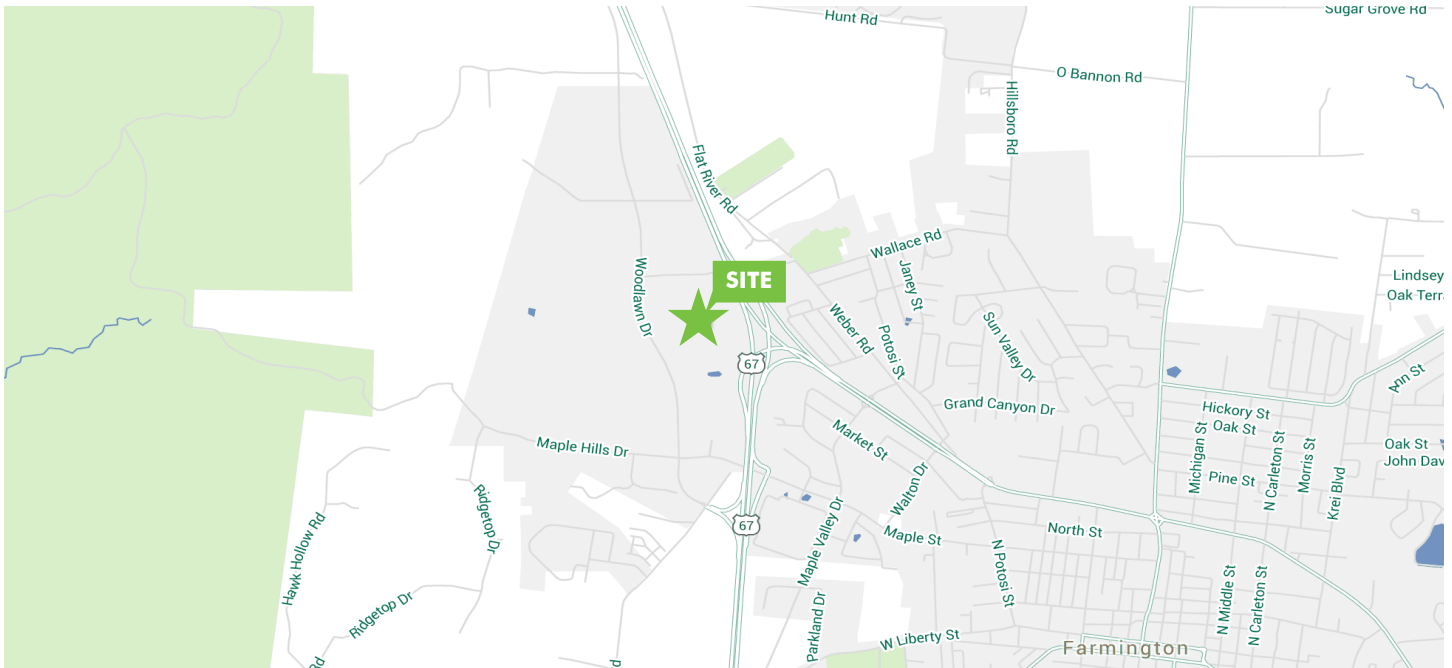 Hunt Rd
Sugar Grove Rd
O Bannon Rd
Hillsboro Rd
Flat River Rd
Wallace Rd
Woodlawn Dr
SITE
Janey St
Lindsey
Oak Terr
Weber Rd
Potosi St
Sun Valley Dr
67
Ann St
Grand Canyon Dr
Hickory St
Oak St
Market St
Michigan St
N Carleton St
Morris St
Oak St
John Dav
Maple Hills Dr
Pine St
Krei Blvd
Walton Dr
Ridgetop Dr
67
Maple Valley Dr
Maple St
North St
Hawk Hollow Rd
N Potosi St
N Middle St
N Carleton St
Ridgetop Dr
Parkland Dr
W Liberty St
Farmington
Rd
d